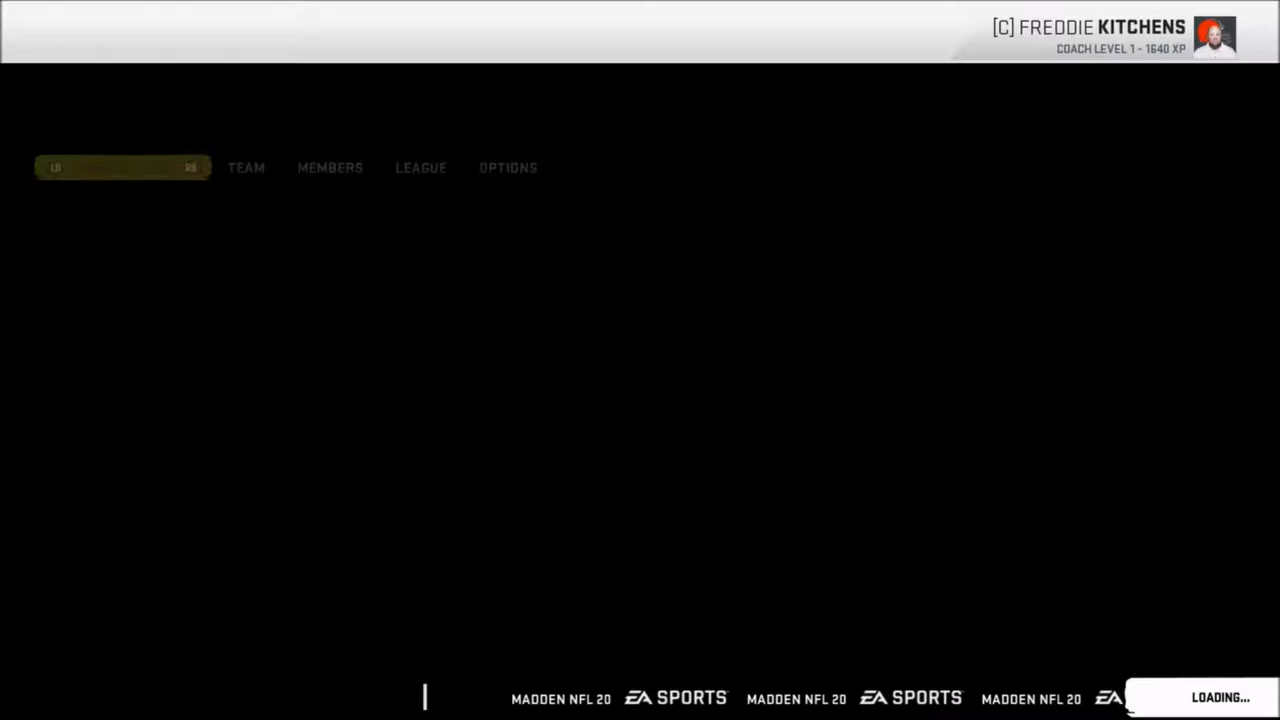 [C] FREDDIE KITCHENS
COACH LEVEL 1 - 1640 XP
LB RB TEAM MEMBERS LEAGUE OPTIONS
MADDEN NFL 20 EA SPORTS MADDEN NFL 20 EA SPORTS MADDEN NFL 20 EA LOADING...